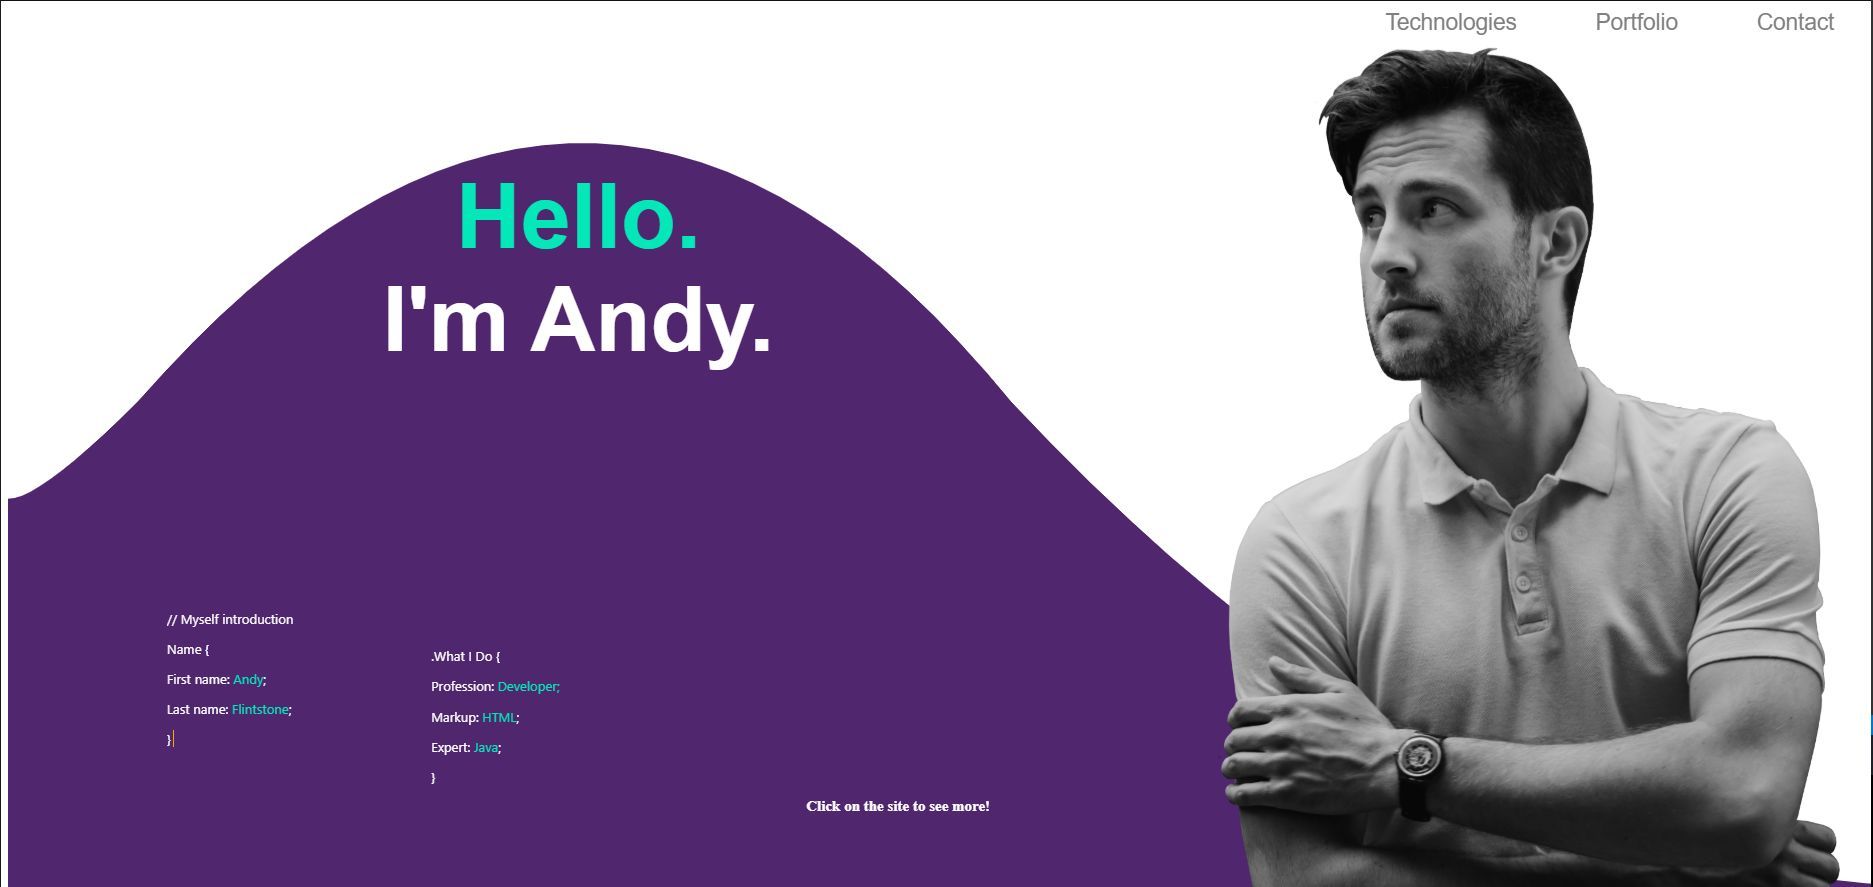 Technologies Portfolio Contact
Hello.
I'm Andy.
// Myself introduction
Name {
First name: Andy;
Last name: Flintstone;
}
.What I Do {
Profession: Developer;
Markup: HTML;
Expert: Java;
}
Click on the site to see more!